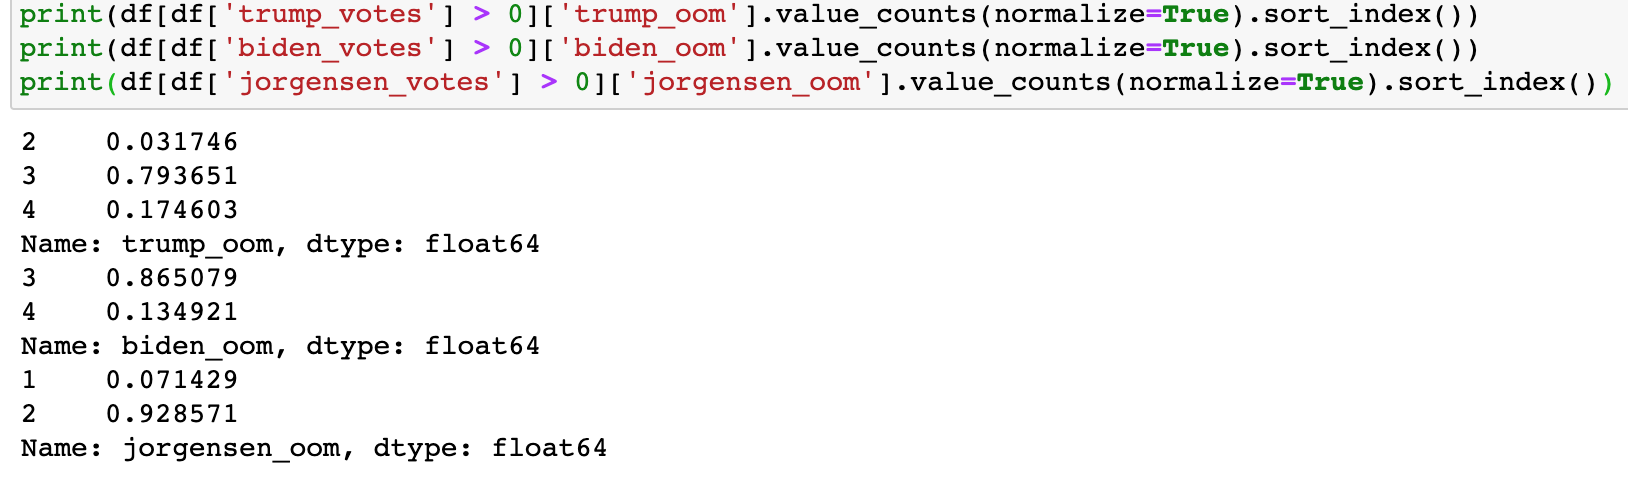 print(df[df['trump_votes'] > 0]['trump_oom'].value_counts(normalize=True).sort_index())
print(df[df['biden_votes'] > 0]['biden_oom'].value_counts(normalize=True).sort_index())
print(df[df['jorgensen_votes'] > 0]['jorgensen_oom'].value_counts(normalize=True).sort_index())
2    0.031746
3    0.793651
4    0.174603
Name: trump_oom, dtype: float64
3    0.865079
4    0.134921
Name: biden_oom, dtype: float64
1    0.071429
2    0.928571
Name: jorgensen_oom, dtype: float64